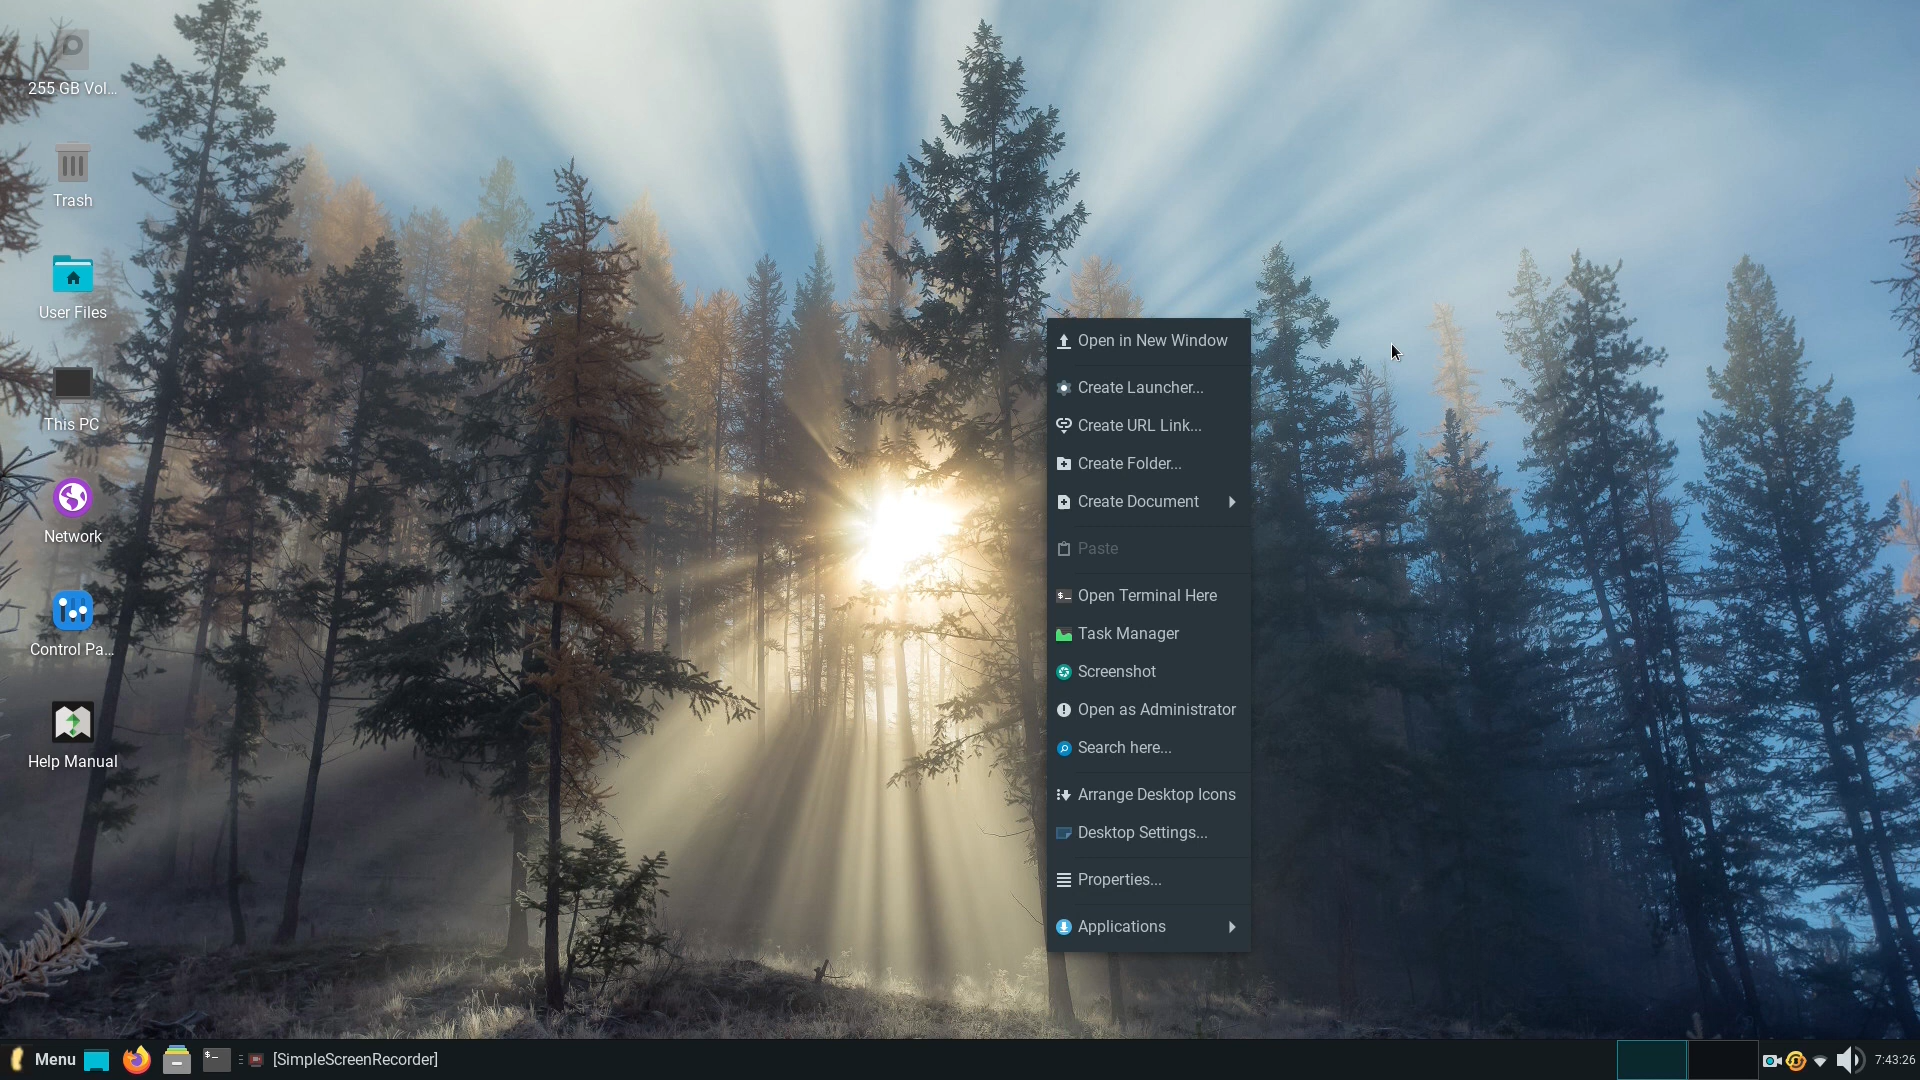 255 GB Vol...
Trash
User Files
This PC
Network
Control Pa...
Help Manual
Open in New Window
Create Launcher...
Create URL Link...
Create Folder...
Create Document
Paste
Open Terminal Here
Task Manager
Screenshot
Open as Administrator
Search here...
Arrange Desktop Icons
Desktop Settings...
Properties...
Applications
Menu
$-
[SimpleScreenRecorder]
7:43:26